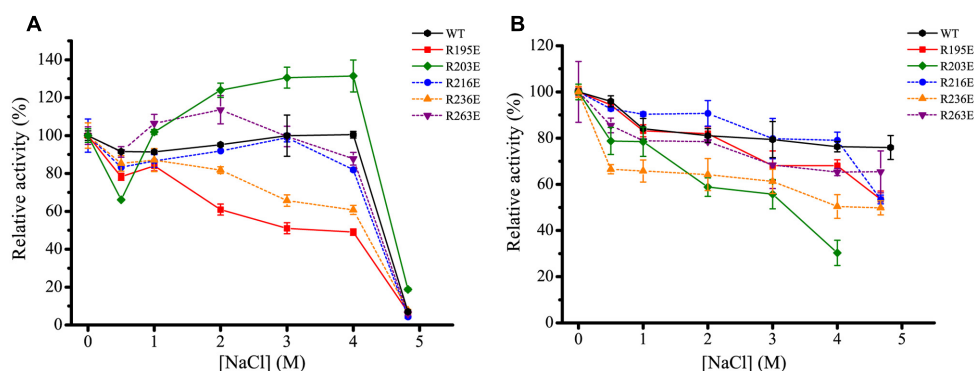 A
WT
R195E
R203E
R216E
R236E
R263E
Relative activity (%)
140
120
100
80
60
40
20
0
0 1 2 3 4 5
[NaCl] (M)
B
WT
R195E
R203E
R216E
R236E
R263E
Relative activity (%)
120
100
80
60
40
20
0
0 1 2 3 4 5
[NaCl] (M)